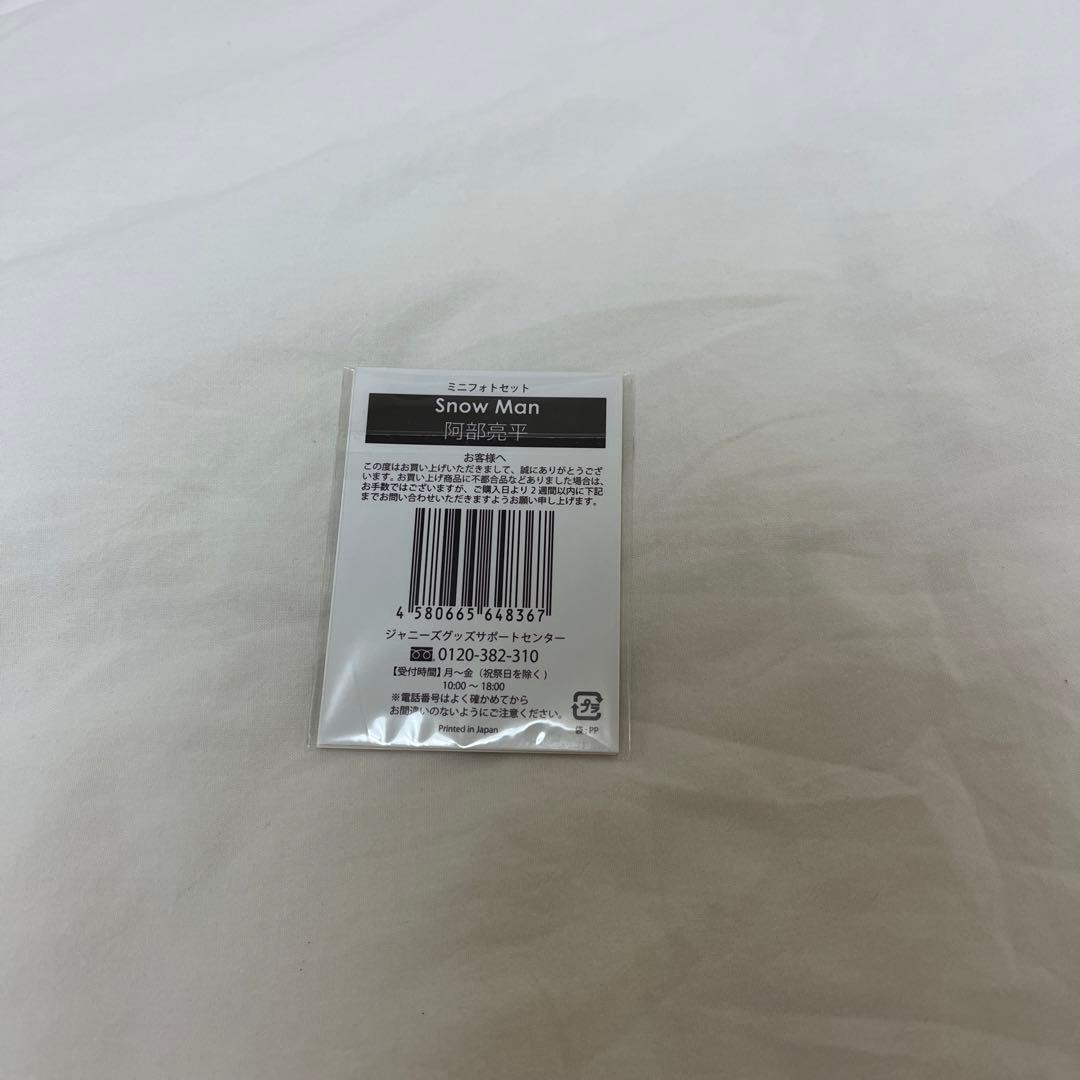 ミニフォトセット
Snow Man
阿部亮平
お客様へ
この度はお買い上げいただきまして、誠にありがとうござ
います。お買い上げ商品に不都合品などありました場合は、
お手数ではございますが、ご購入日より2週間以内に下記
までお問い合わせいただきますようお願い申し上げます。
4 580665 648367
ジャニーズグッズサポートセンター
0120-382-310
【受付時間】月〜金（祝祭日を除く）
10:00 〜 18:00
※電話番号はよく確かめてから
お間違いのないようにご注意ください。
プラ
Printed in Japan
袋：PP